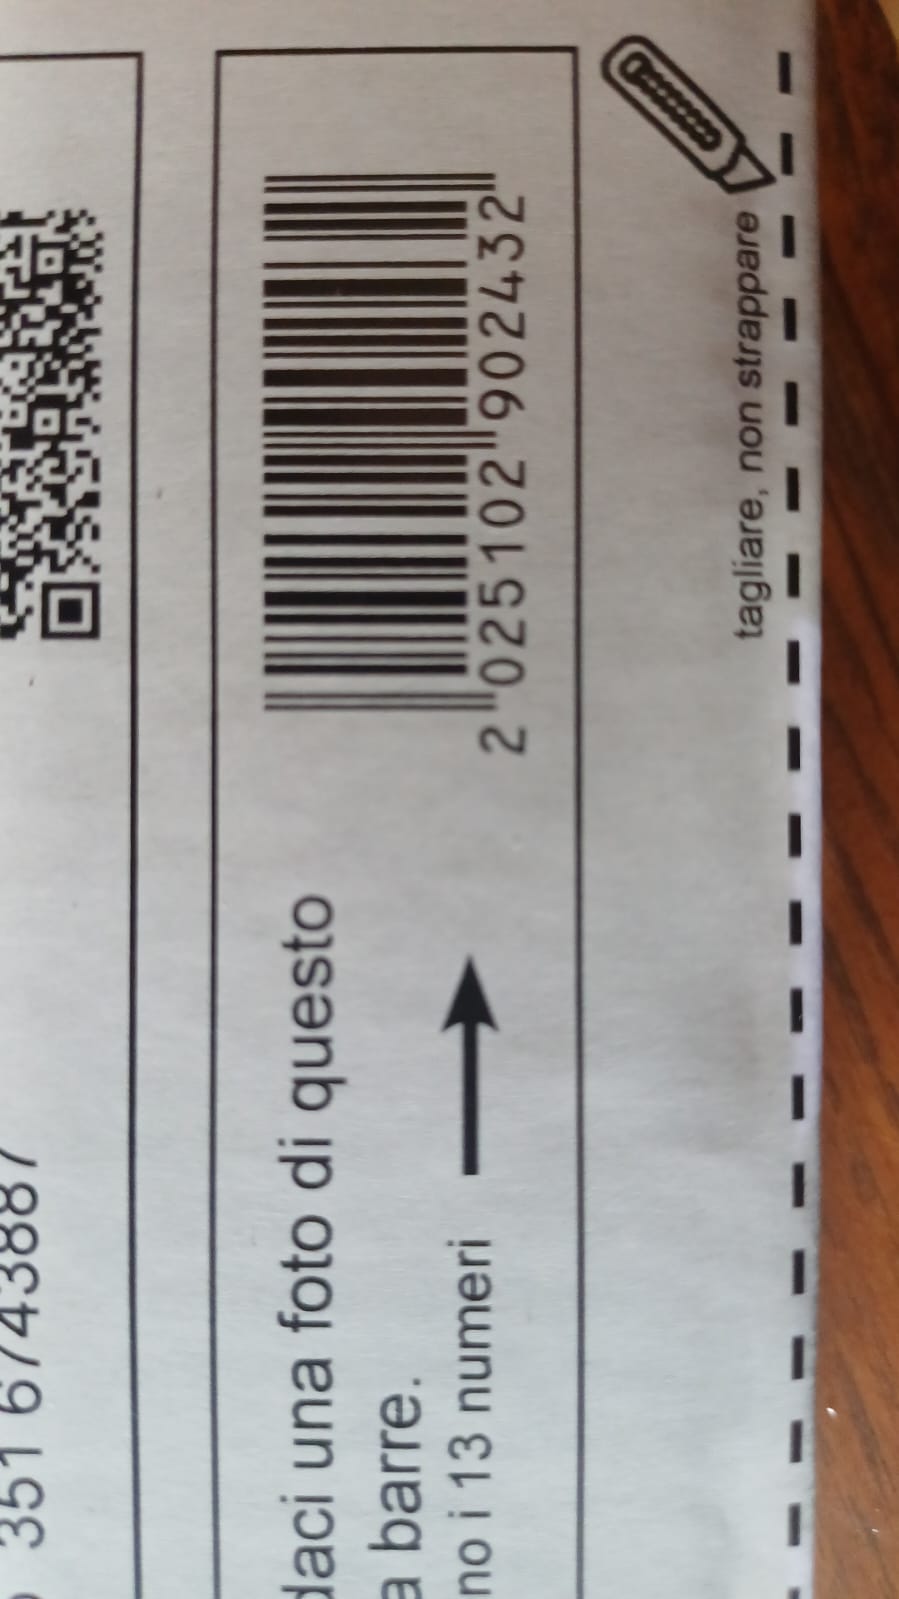 351 6743887
daci una foto di questo
a barre.
no i 13 numeri
2 025102 902432
tagliare, non strappare